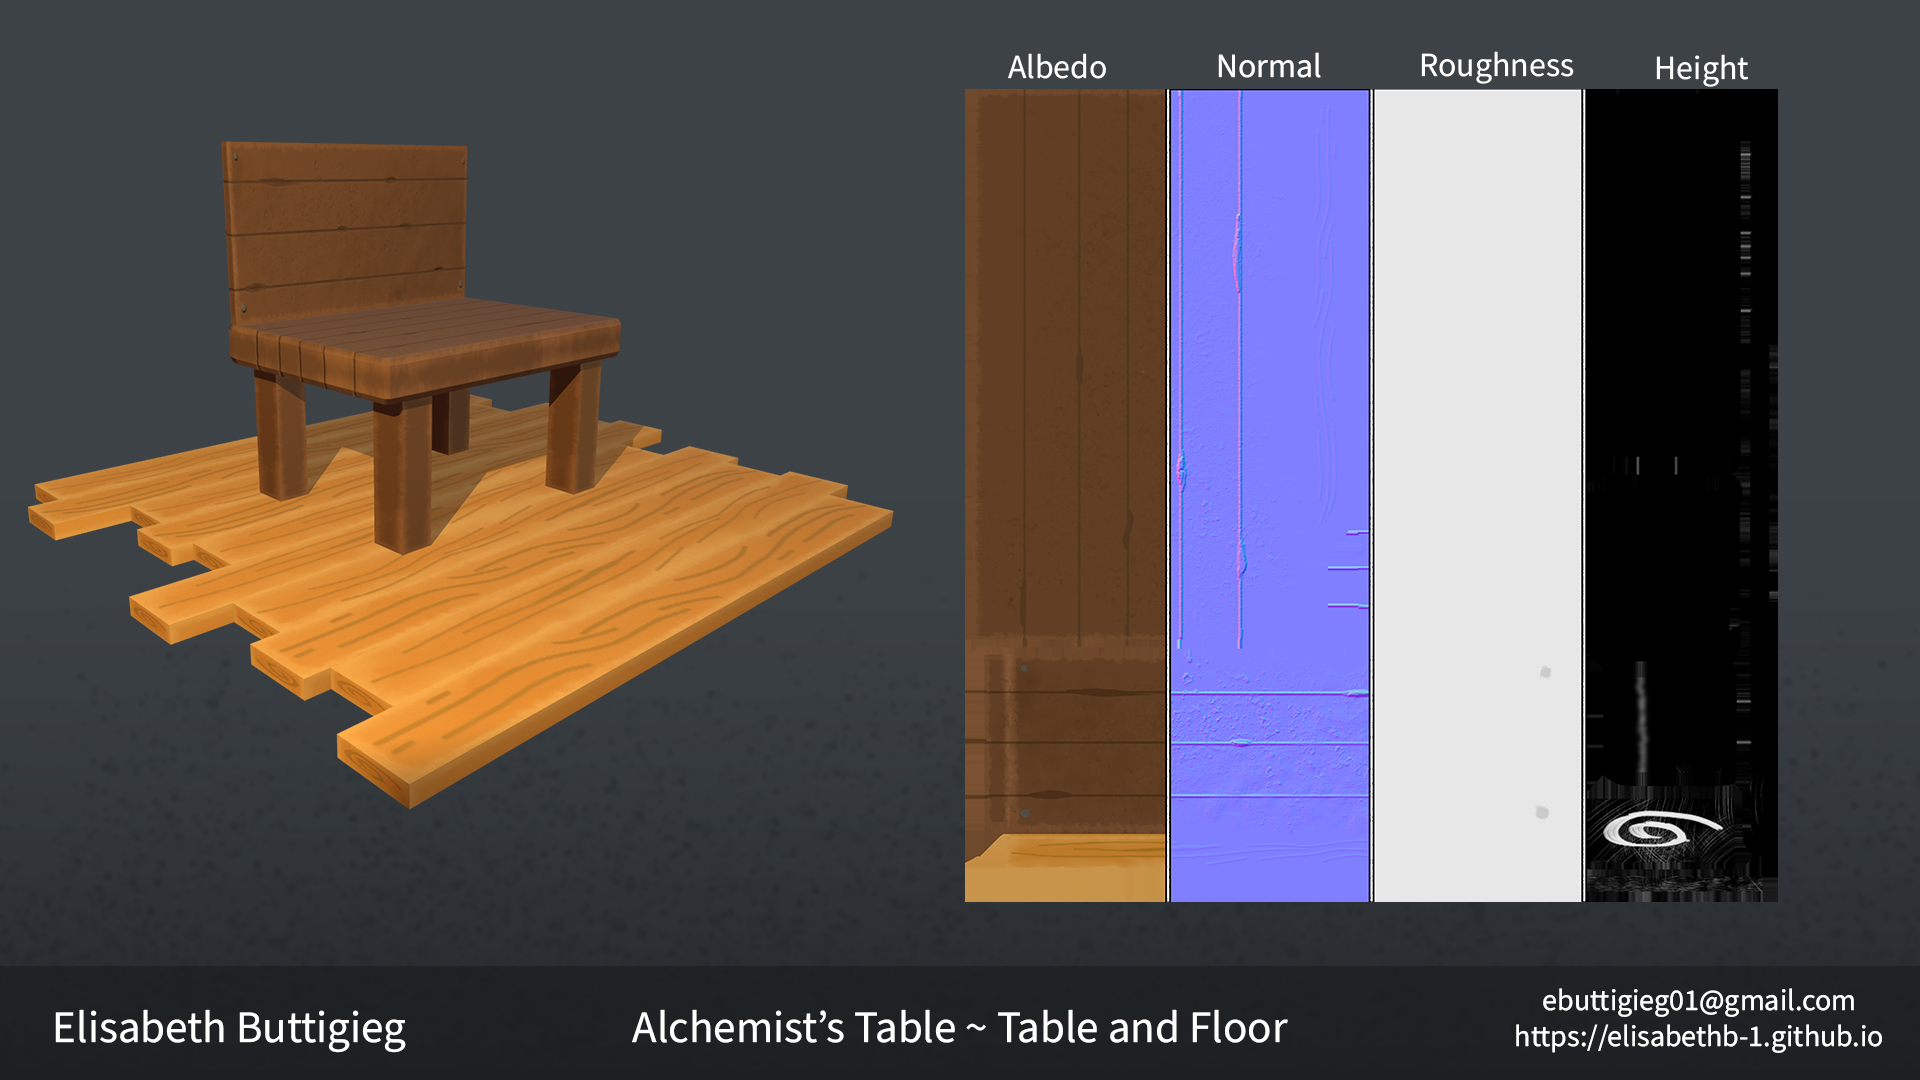 Albedo
Normal
Roughness
Height
Elisabeth Buttigieg
Alchemist’s Table ~ Table and Floor
ebuttigieg01@gmail.com
https://elisabethb-1.github.io